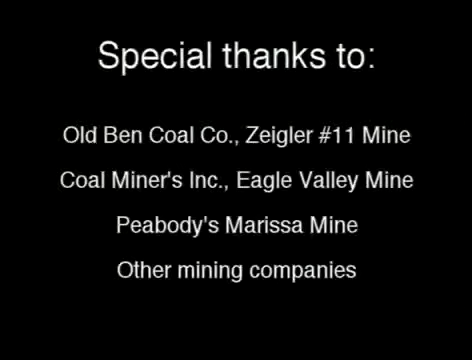 Special thanks to:
Old Ben Coal Co., Zeigler #11 Mine
Coal Miner's Inc., Eagle Valley Mine
Peabody's Marissa Mine
Other mining companies